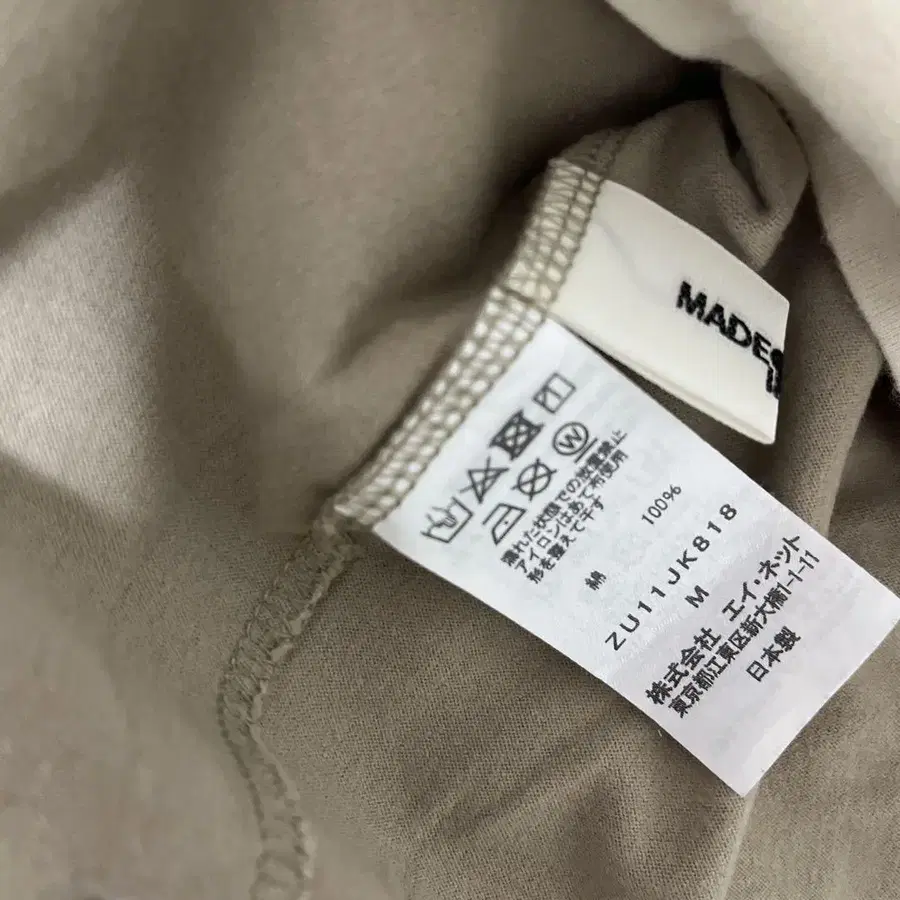 MADE
W
濡れた状態での放置禁止
アイロンはあて布使用
形を整えて干す
綿 100%
ZU11JK818
M
株式会社 エイ・ネット
東京都江東区新大橋1-1-11
日本製